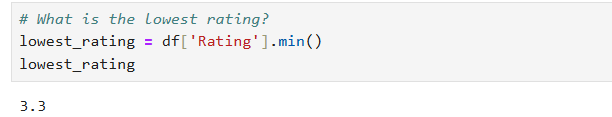 # What is the lowest rating?
lowest_rating = df['Rating'].min()
lowest_rating
3.3